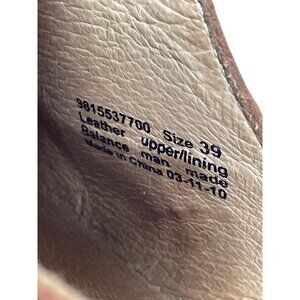 9815537700 Size 39
Leather upper/lining
Balance man made
Made in China 03-11-10